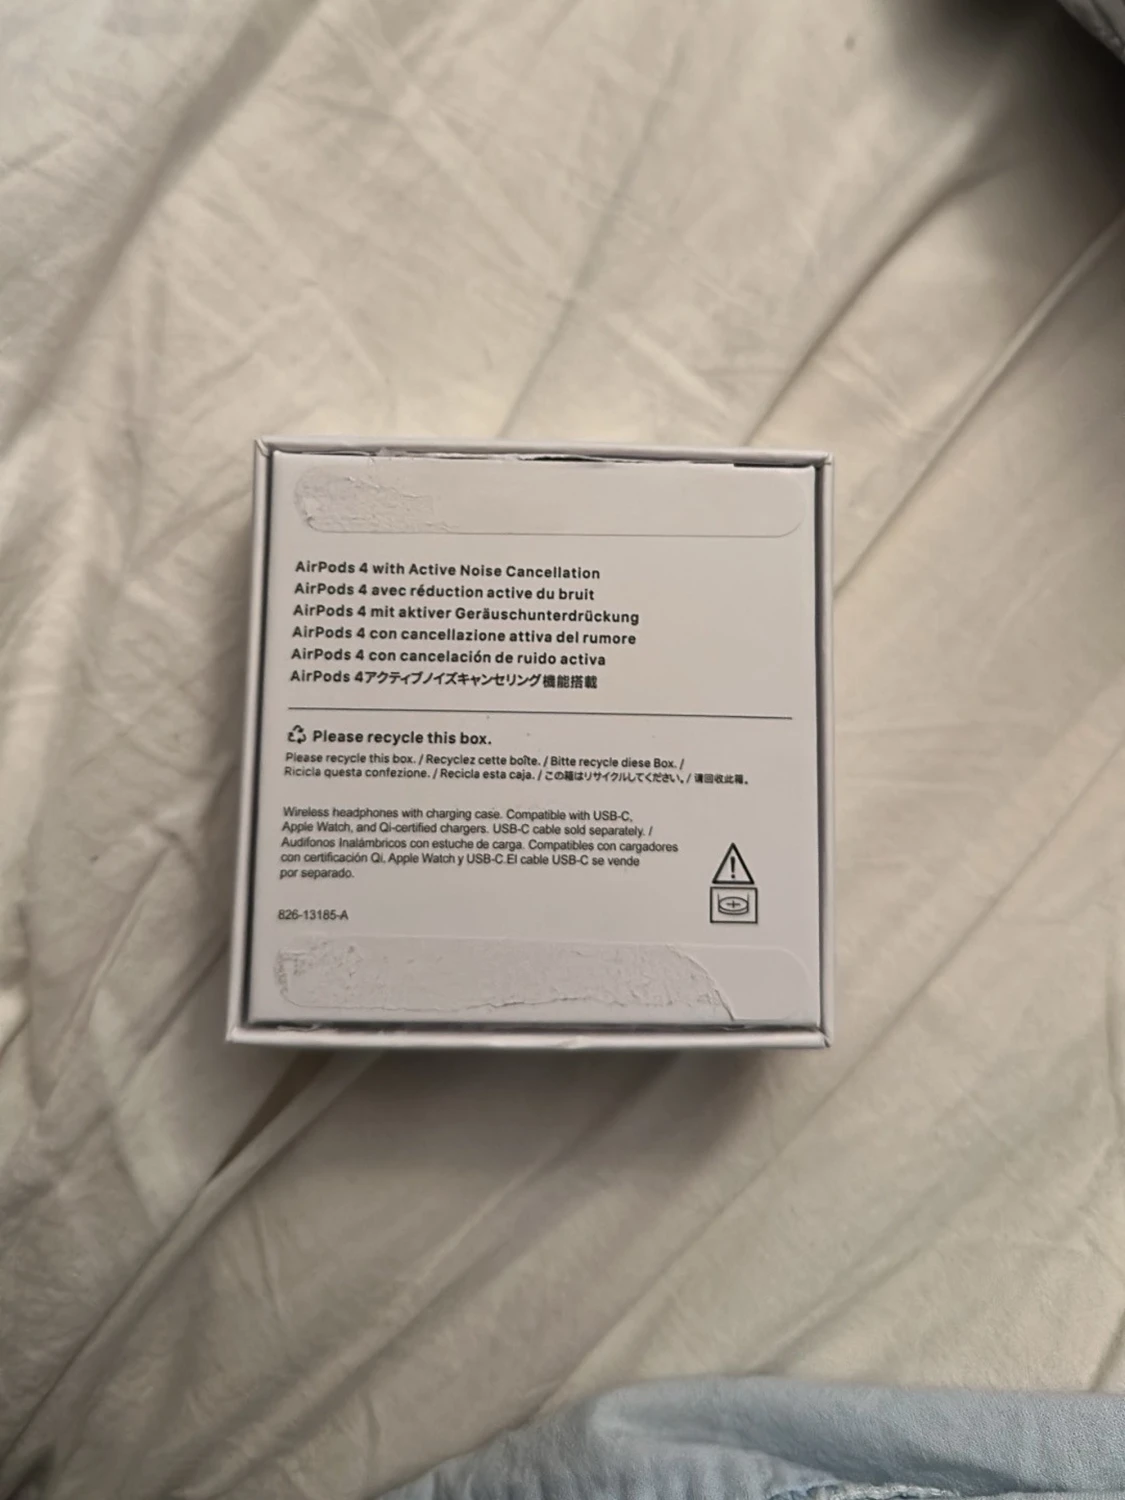 AirPods 4 with Active Noise Cancellation
AirPods 4 avec réduction active du bruit
AirPods 4 mit aktiver Geräuschunterdrückung
AirPods 4 con cancellazione attiva del rumore
AirPods 4 con cancelación de ruido activa
AirPods 4アクティブノイズキャンセリング機能搭載
Please recycle this box.
Please recycle this box. / Recyclez cette boîte. / Bitte recycle diese Box. /
Ricicla questa confezione. / Recicla esta caja. / この箱はリサイクルしてください。/ 请回收此箱。
Wireless headphones with charging case. Compatible with USB-C,
Apple Watch, and Qi-certified chargers. USB-C cable sold separately. /
Audífonos Inalámbricos con estuche de carga. Compatibles con cargadores
con certificación Qi, Apple Watch y USB-C.El cable USB-C se vende
por separado.
826-13185-A